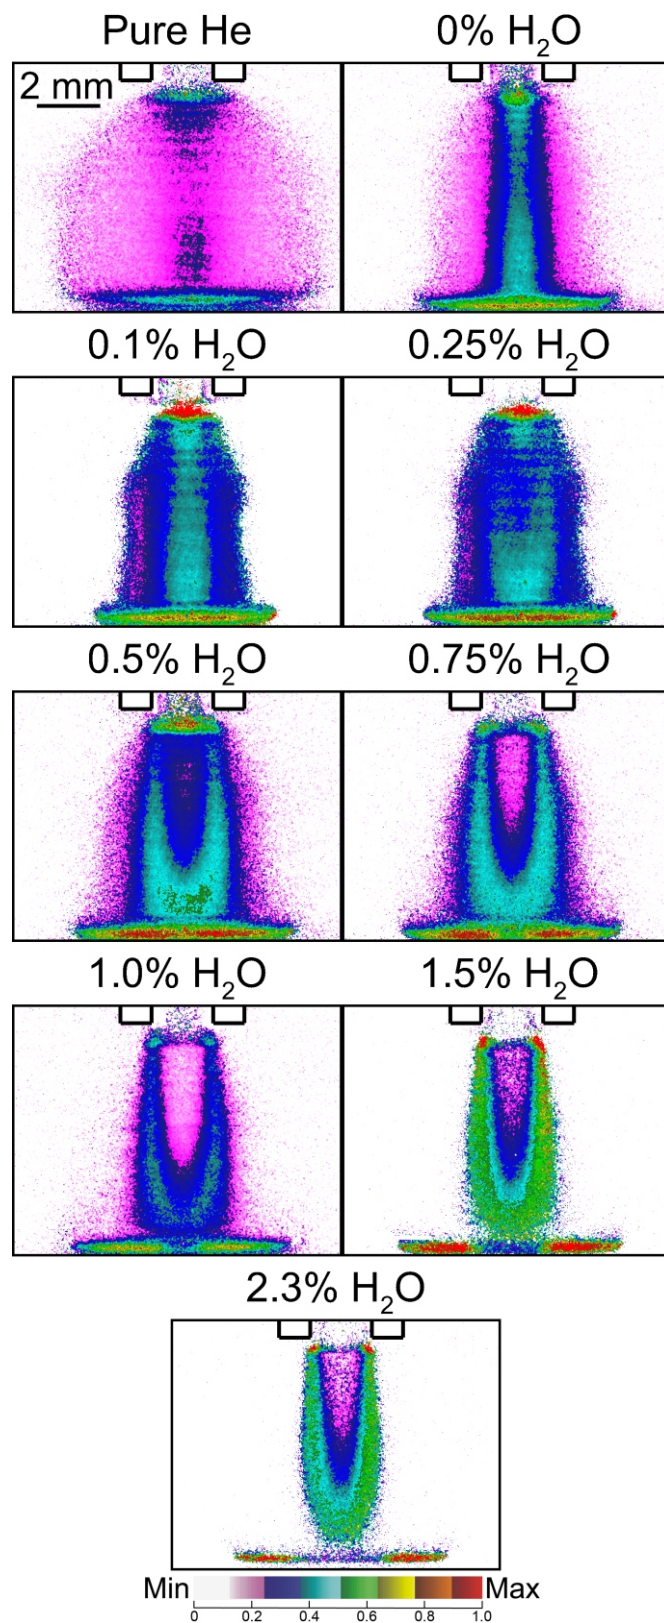 Pure He
0% H₂O
2 mm
0.1% H₂O
0.25% H₂O
0.5% H₂O
0.75% H₂O
1.0% H₂O
1.5% H₂O
2.3% H₂O
Min Max
0 0.2 0.4 0.6 0.8 1.0